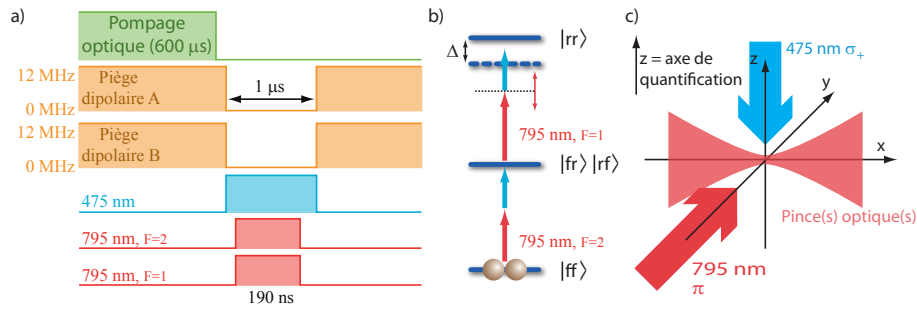 a)
Pompage
optique (600 µs)
12 MHz
Piège
dipolaire A
0 MHz
1 µs
12 MHz
Piège
dipolaire B
0 MHz
475 nm
795 nm, F=2
795 nm, F=1
190 ns
b)
|rr⟩
Δ
795 nm, F=1
|fr⟩ |rf⟩
795 nm, F=2
|ff⟩
c)
z = axe de
quantification
475 nm σ+
z
y
x
Pince(s) optique(s)
795 nm
π